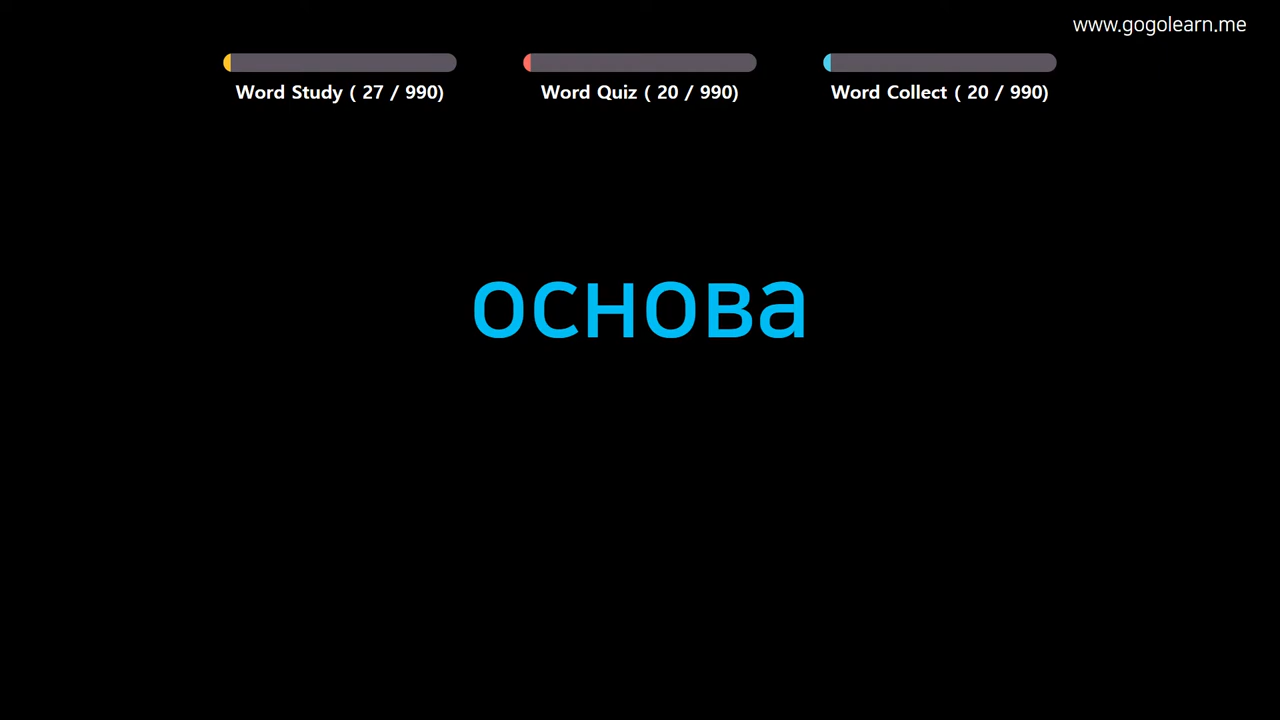 www.gogolearn.me
Word Study ( 27 / 990)
Word Quiz ( 20 / 990)
Word Collect ( 20 / 990)
основа